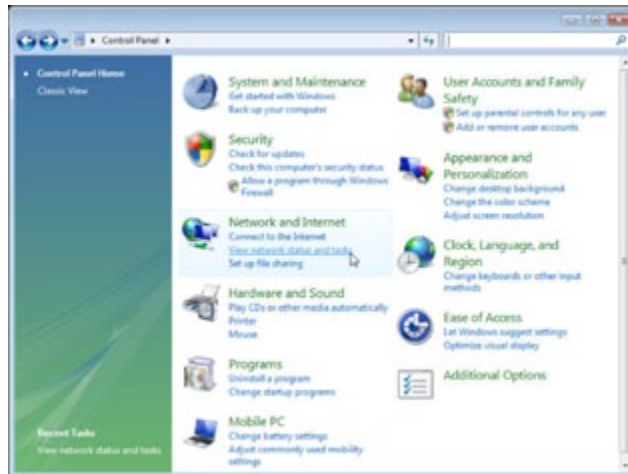 Control Panel
Control Panel Home
Classic View
System and Maintenance
Get started with Windows
Back up your computer
Security
Check for updates
Check this computer's security status
Allow a program through Windows
Firewall
Network and Internet
Connect to the Internet
View network status and tasks
Set up file sharing
Hardware and Sound
Play CDs or other media automatically
Printer
Mouse
Programs
Uninstall a program
Change startup programs
Mobile PC
Change battery settings
Adjust commonly used mobility
settings
User Accounts and Family
Safety
Set up parental controls for any user
Add or remove user accounts
Appearance and
Personalization
Change desktop background
Change the color scheme
Adjust screen resolution
Clock, Language, and
Region
Change keyboards or other input
methods
Ease of Access
Let Windows suggest settings
Optimize visual display
Additional Options
Recent Tasks
View network status and tasks